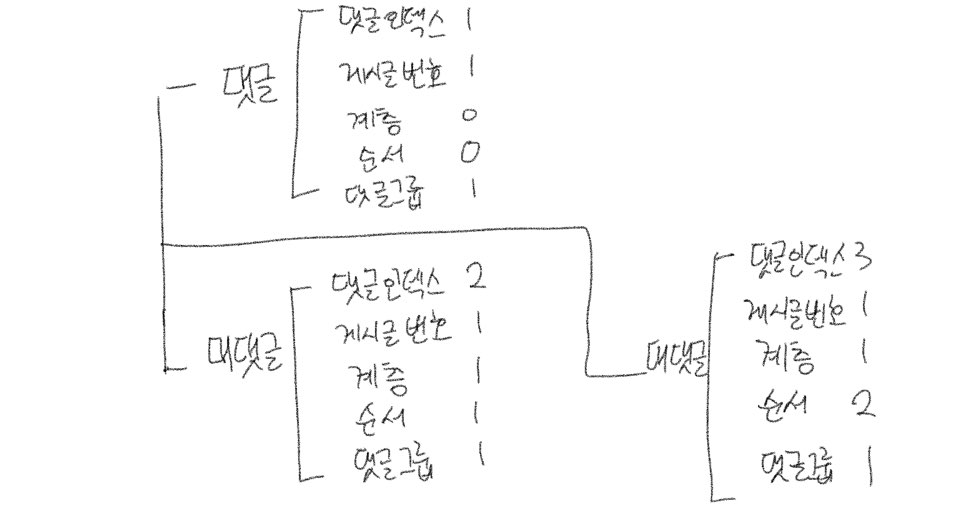 댓글
댓글인덱스 1
게시글번호 1
계층 0
순서 0
댓글그룹 1
대댓글
댓글인덱스 2
게시글번호 1
계층 1
순서 1
댓글그룹 1
대댓글
댓글인덱스 3
게시글번호 1
계층 1
순서 2
댓글그룹 1